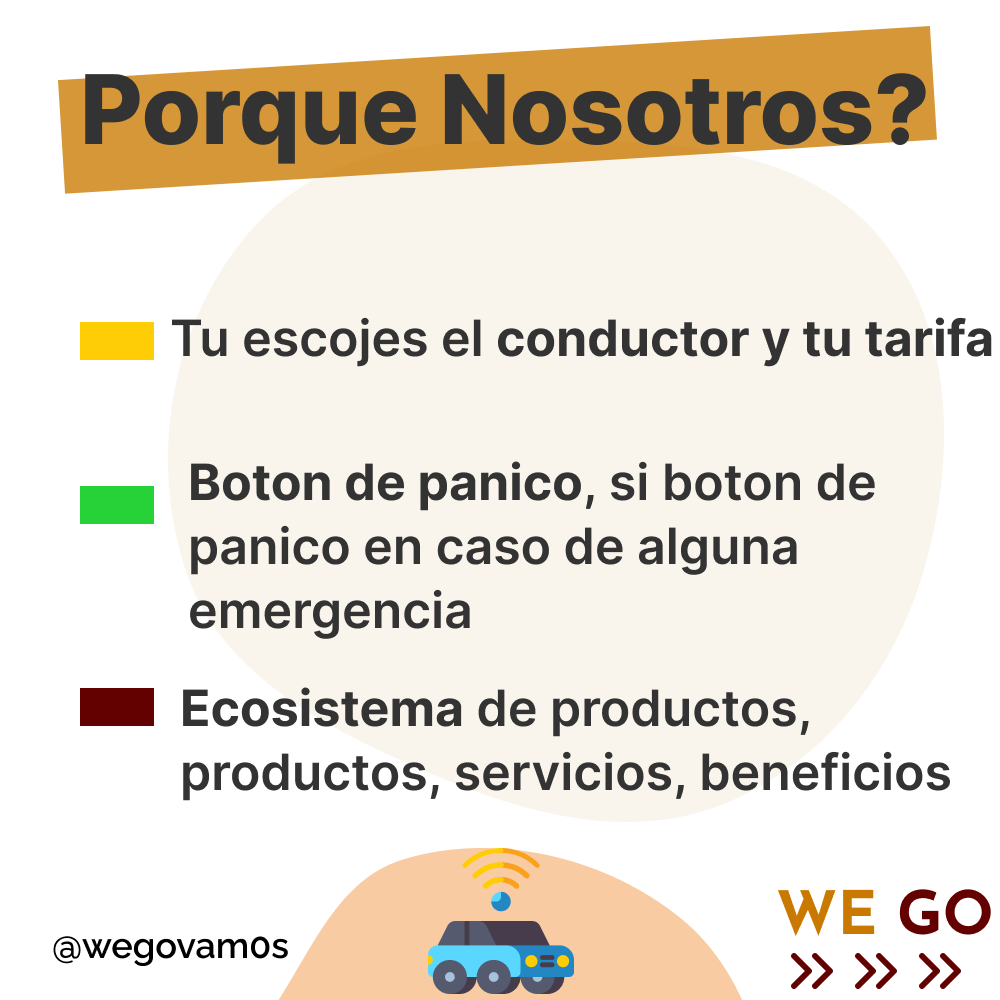 Porque Nosotros?
Tu escojes el conductor y tu tarifa
Boton de panico, si boton de
panico en caso de alguna
emergencia
Ecosistema de productos,
productos, servicios, beneficios
@wegovam0s
WE GO